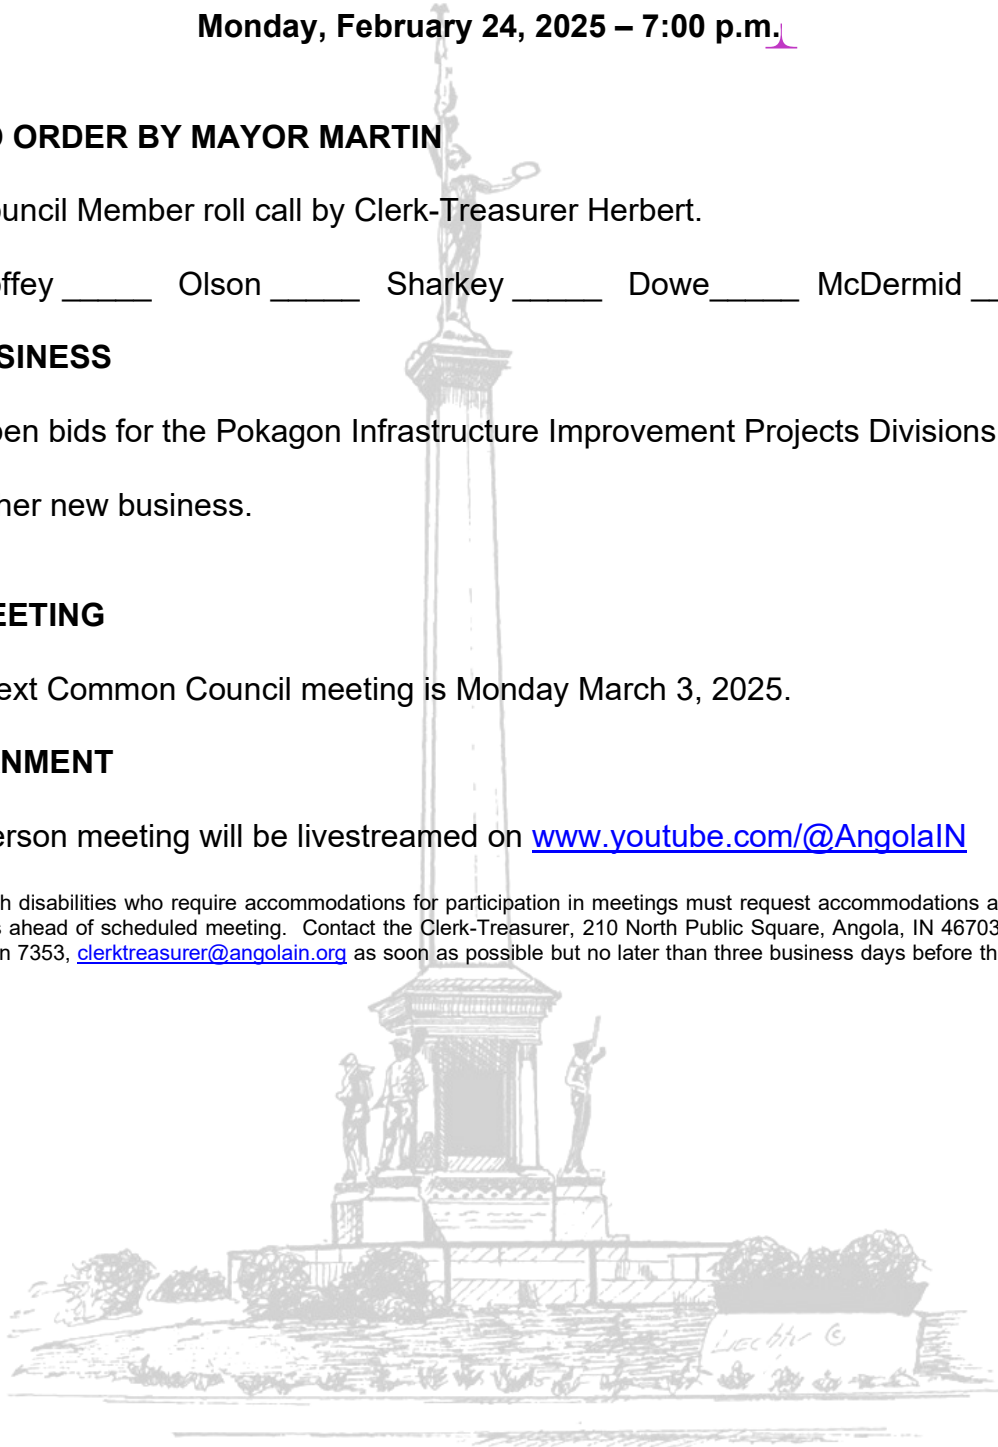 Monday, February 24, 2025 – 7:00 p.m.
ORDER BY MAYOR MARTIN
ouncil Member roll call by Clerk-Treasurer Herbert.
offey _____ Olson _____ Sharkey _____ Dowe_____ McDermid __
SINESS
pen bids for the Pokagon Infrastructure Improvement Projects Divisions
her new business.
EETING
ext Common Council meeting is Monday March 3, 2025.
NMENT
erson meeting will be livestreamed on www.youtube.com/@AngolaIN
h disabilities who require accommodations for participation in meetings must request accommodations a
s ahead of scheduled meeting. Contact the Clerk-Treasurer, 210 North Public Square, Angola, IN 46703
n 7353, clerktreasurer@angolain.org as soon as possible but no later than three business days before th